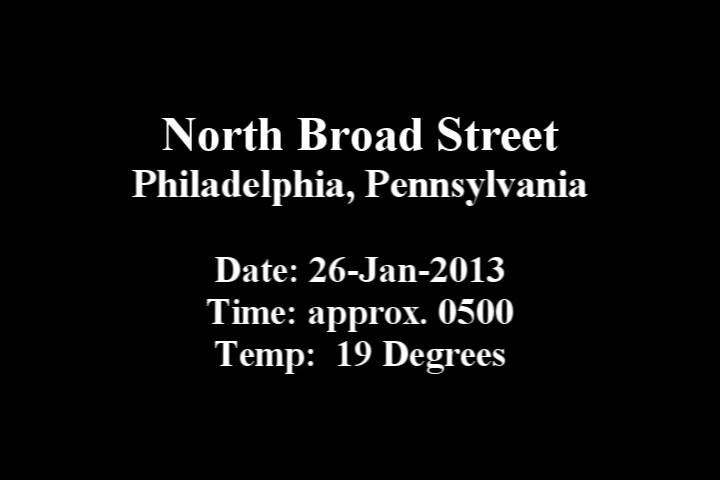 North Broad Street
Philadelphia, Pennsylvania
Date: 26-Jan-2013
Time: approx. 0500
Temp:  19 Degrees